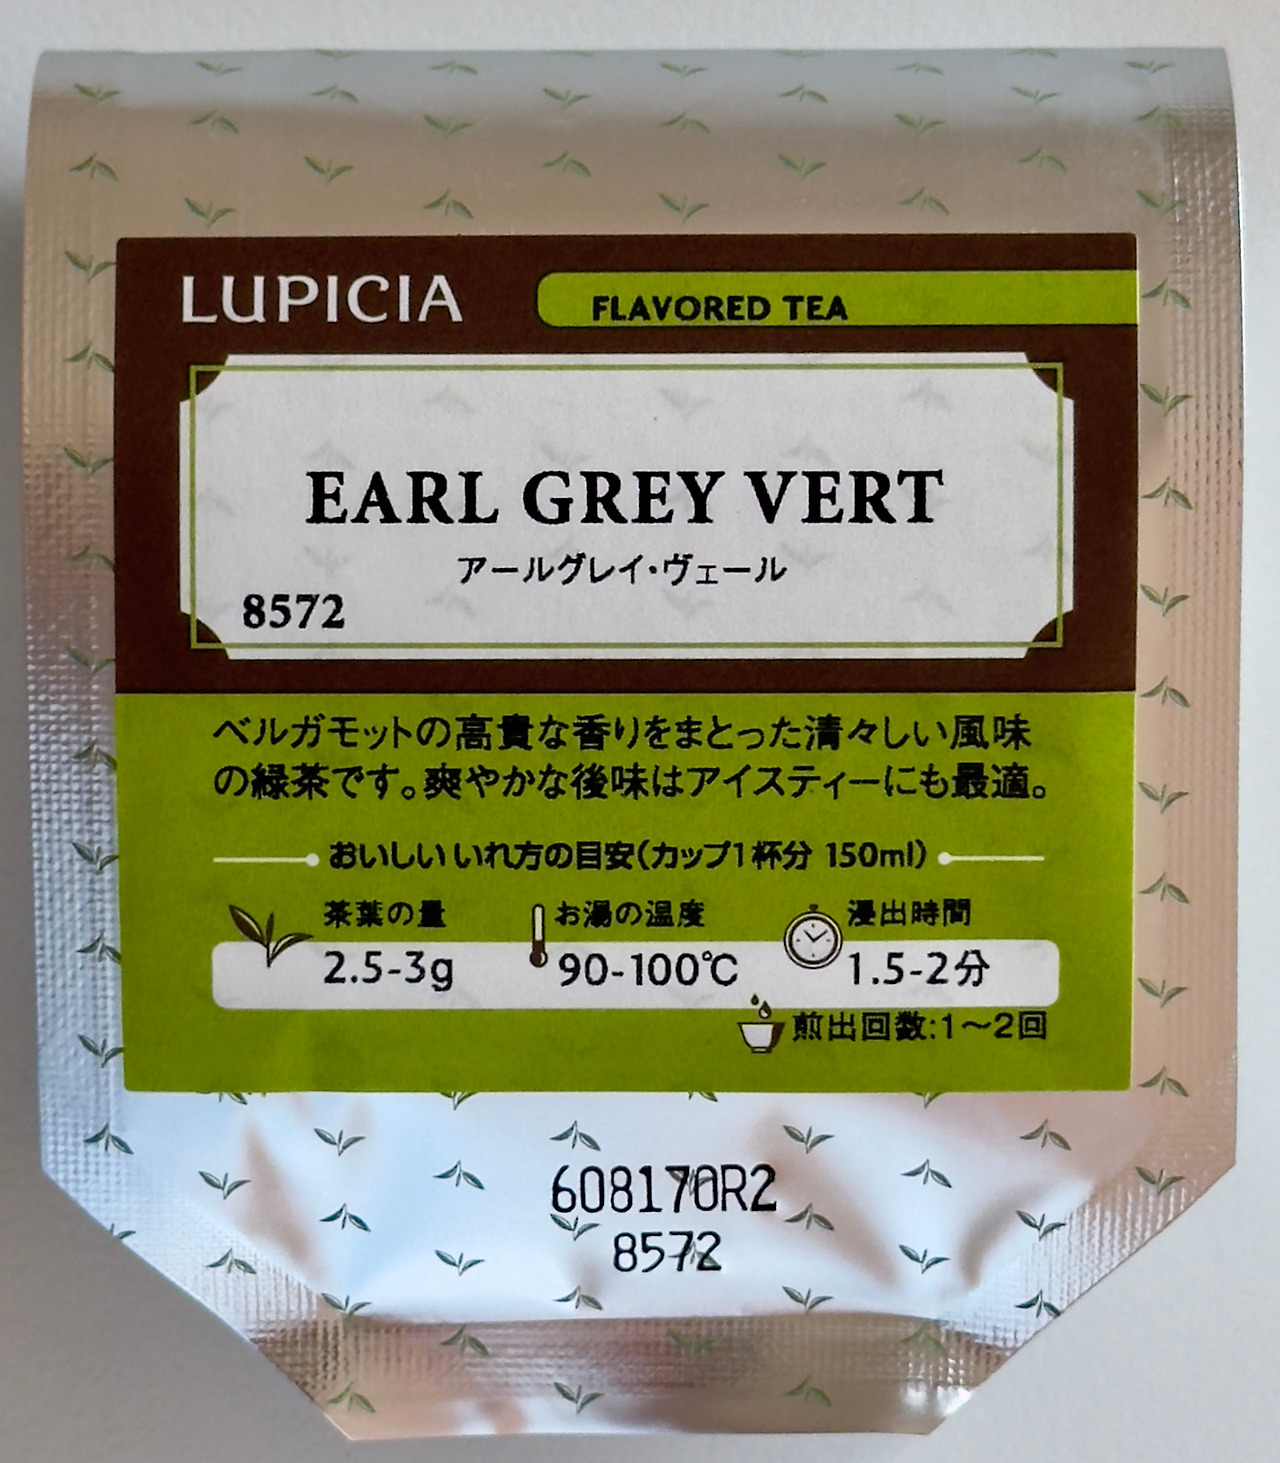 LUPICIA
FLAVORED TEA
EARL GREY VERT
アールグレイ・ヴェール
8572
ベルガモットの高貴な香りをまとった清々しい風味
の緑茶です。爽やかな後味はアイスティーにも最適。
おいしいいれ方の目安(カップ1杯分 150ml)
茶葉の量 お湯の温度 浸出時間
2.5-3g 90-100℃ 1.5-2分
煎出回数:1〜2回
608170R2
8572